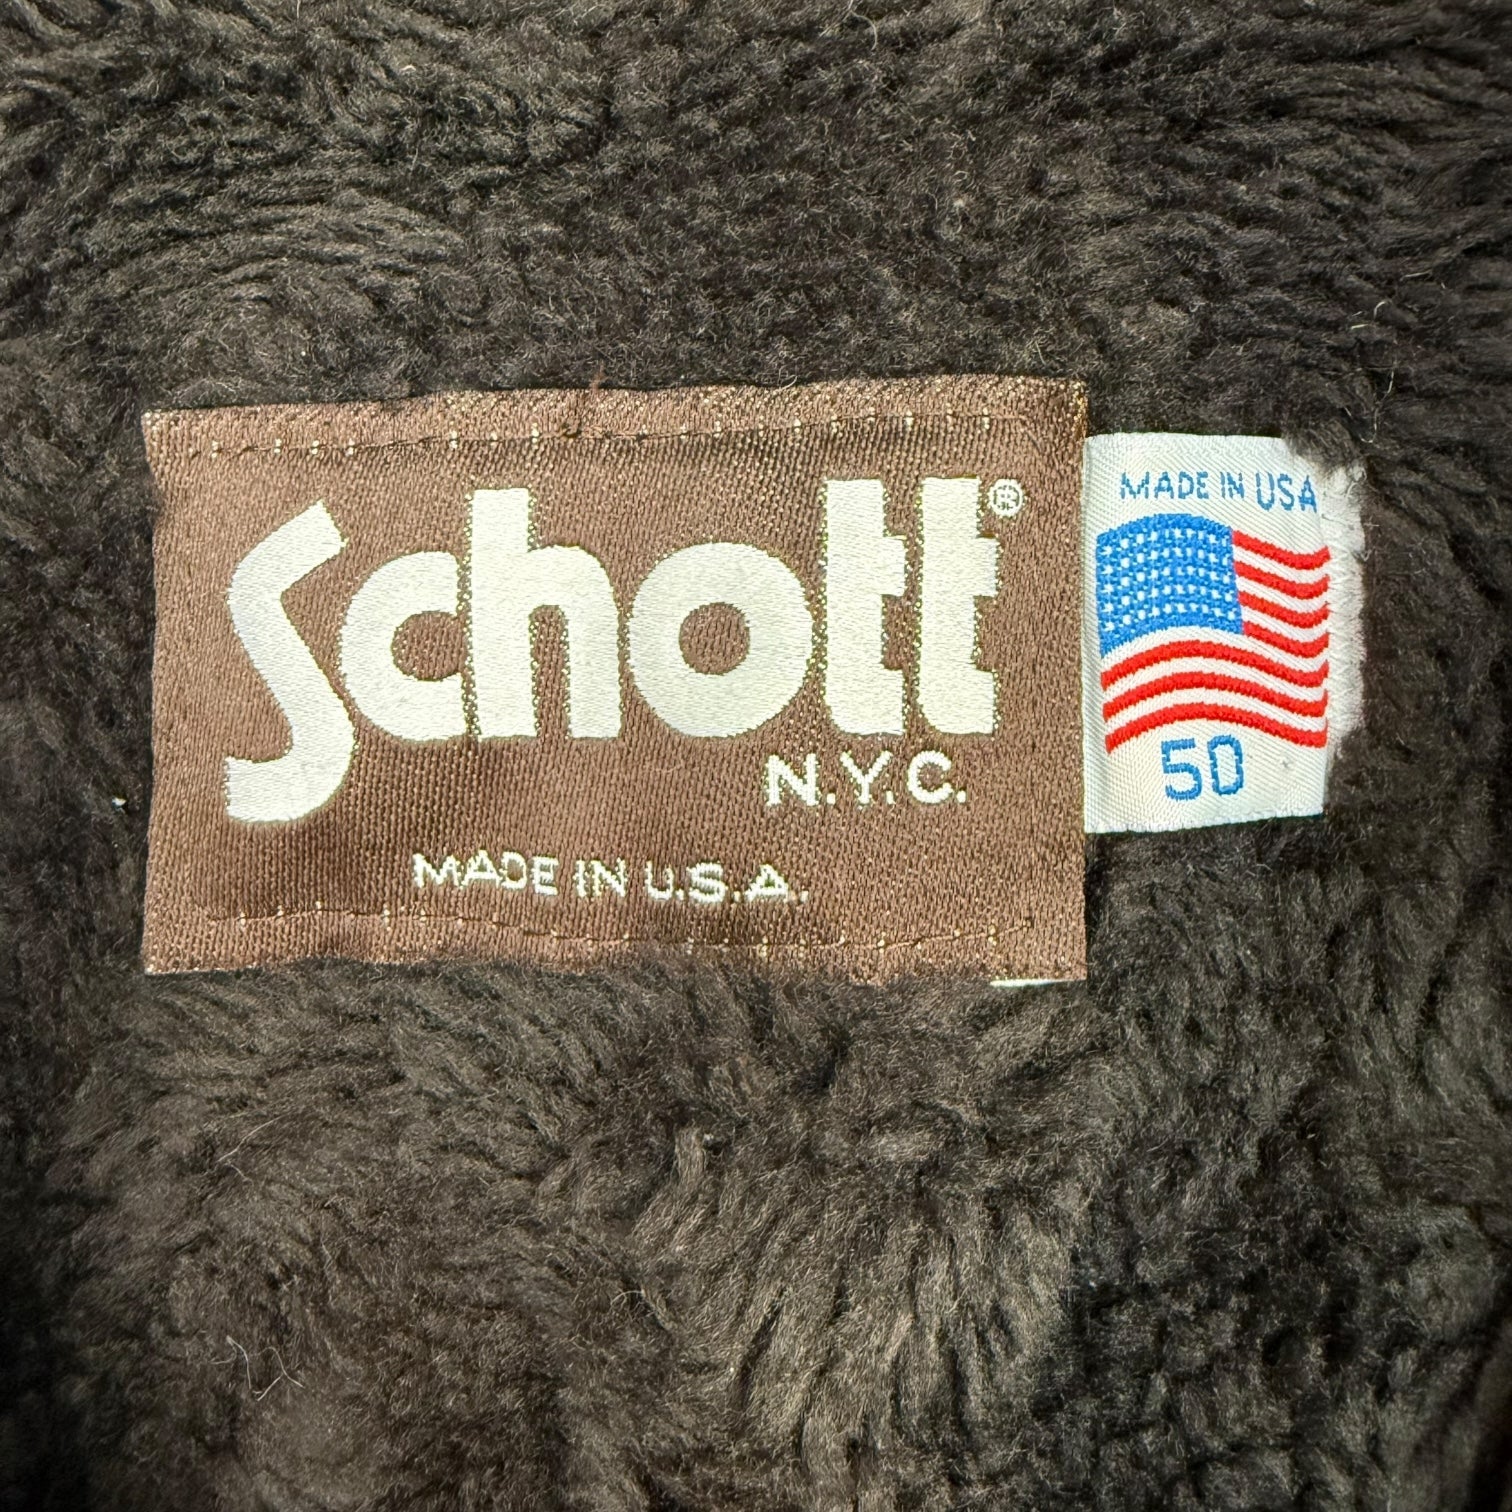 Schott®
N.Y.C.
MADE IN U.S.A.
MADE IN USA
50